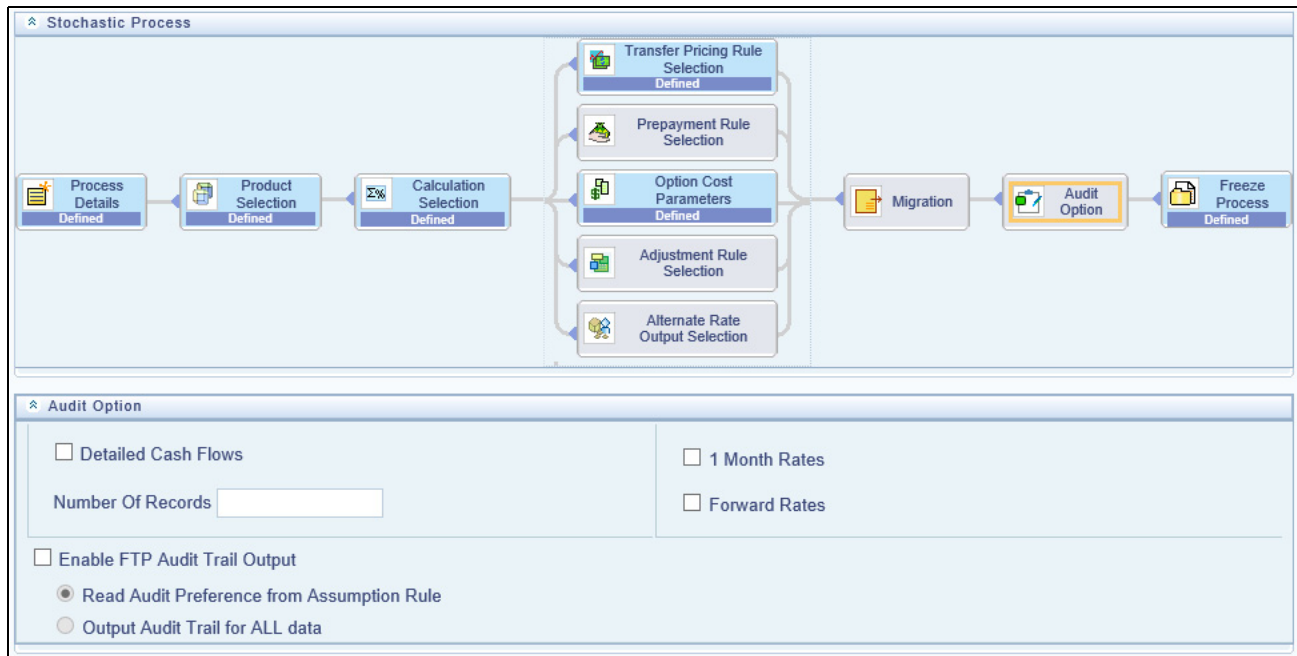 Stochastic Process
Transfer Pricing Rule
Selection
Defined
Prepayment Rule
Selection
Process
Details
Defined
Product
Selection
Defined
Σ%
Calculation
Selection
Defined
Option Cost
Parameters
Defined
Migration
Audit
Option
Freeze
Process
Defined
Adjustment Rule
Selection
Alternate Rate
Output Selection
Audit Option
Detailed Cash Flows
1 Month Rates
Number Of Records
Forward Rates
Enable FTP Audit Trail Output
Read Audit Preference from Assumption Rule
Output Audit Trail for ALL data